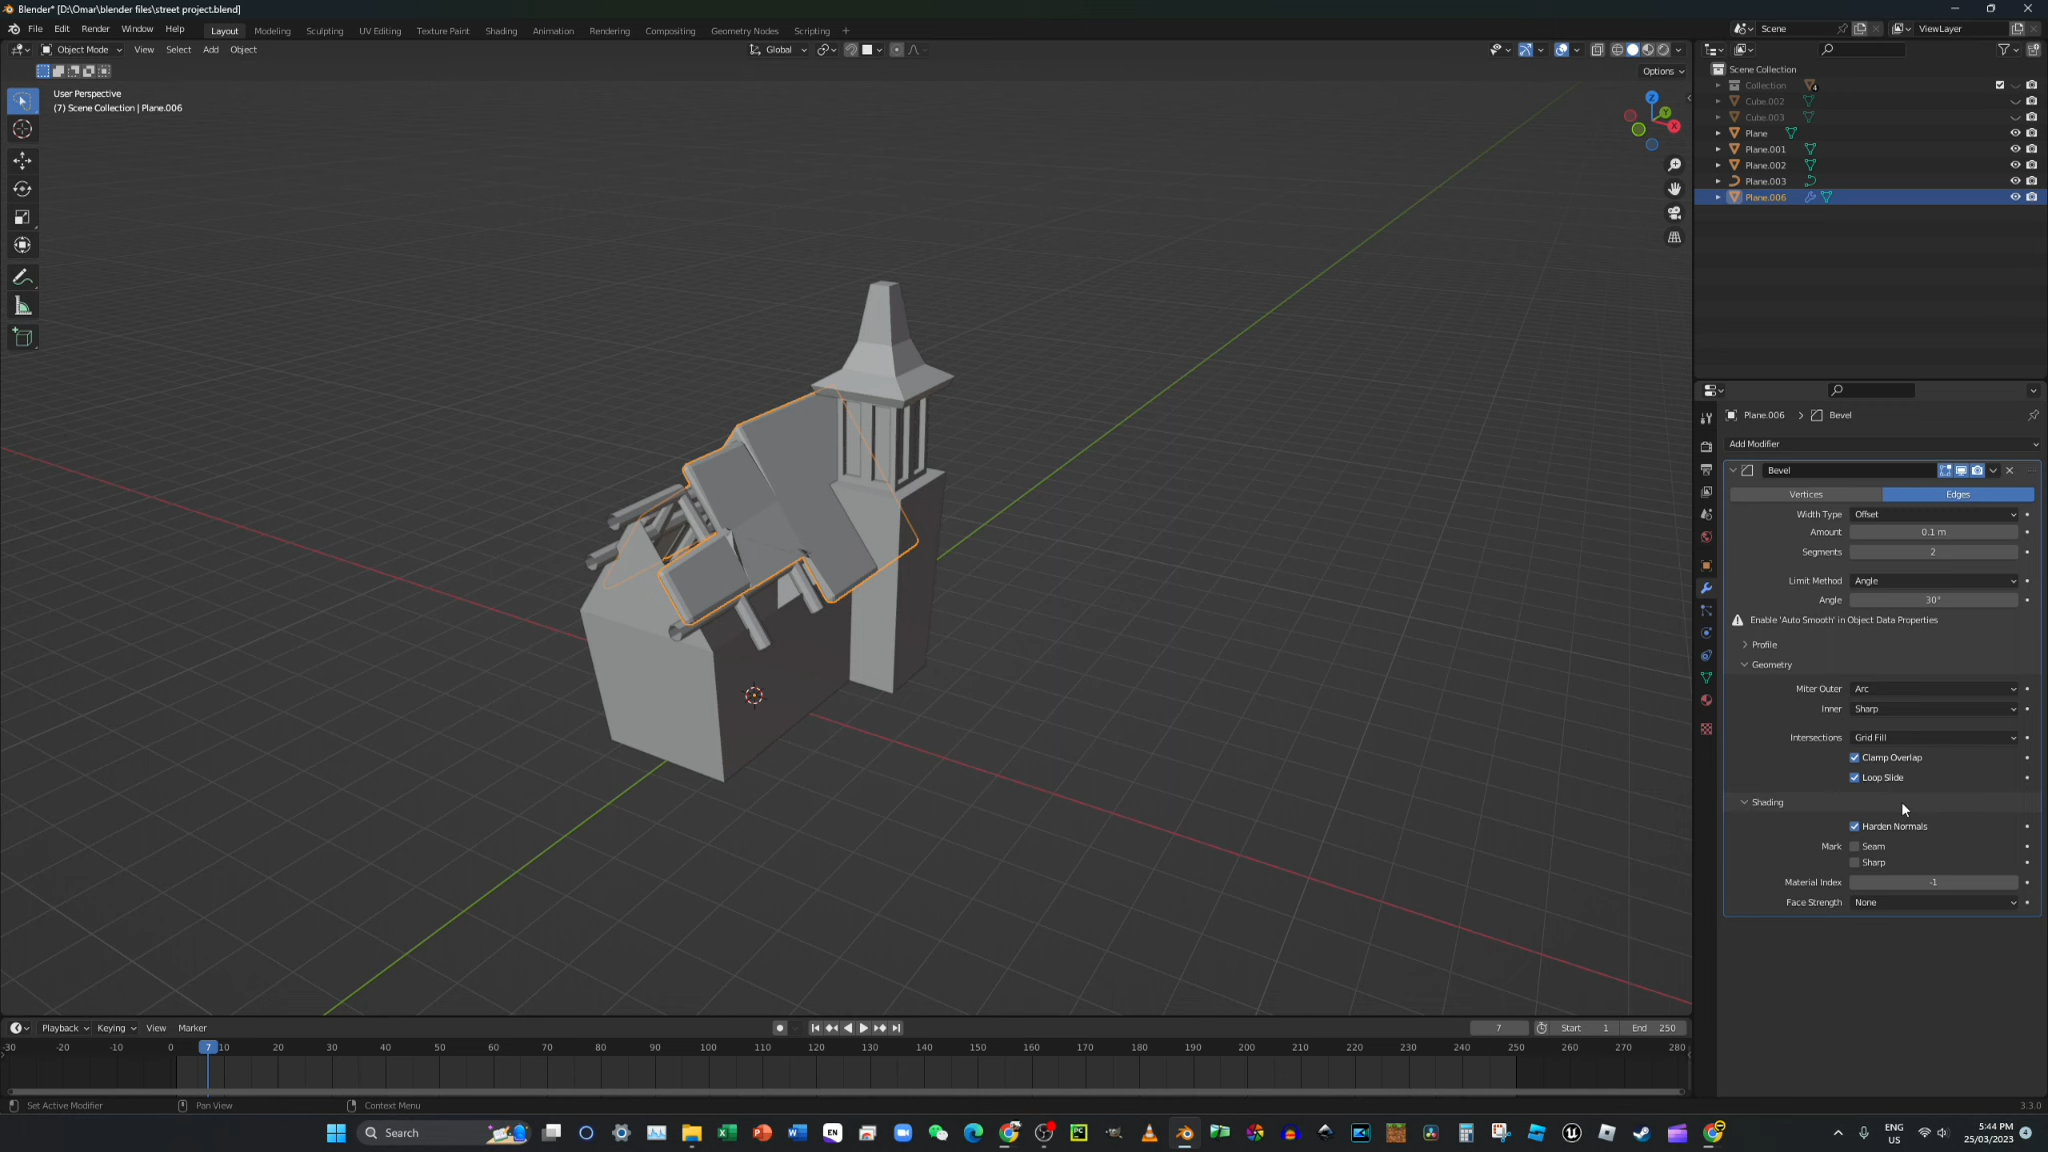 Blender* [D:\Omar\blender files\street project.blend]
File Edit Render Window Help Layout Modeling Sculpting UV Editing Texture Paint Shading Animation Rendering Compositing Geometry Nodes Scripting + Scene ViewLayer
Object Mode View Select Add Object Global
Options
User Perspective
(7) Scene Collection | Plane.006
Z
Y
X
Scene Collection
Collection 4
Cube.002
Cube.003
Plane
Plane.001
Plane.002
Plane.003
Plane.006
Plane.006 > Bevel
Add Modifier
Bevel
Vertices Edges
Width Type Offset
Amount 0.1 m
Segments 2
Limit Method Angle
Angle 30°
Enable 'Auto Smooth' in Object Data Properties
Profile
Geometry
Miter Outer Arc
Inner Sharp
Intersections Grid Fill
Clamp Overlap
Loop Slide
Shading
Harden Normals
Mark Seam
Sharp
Material Index -1
Face Strength None
Playback Keying View Marker 7 Start 1 End 250
-30 -20 -10 0 7 10 20 30 40 50 60 70 80 90 100 110 120 130 140 150 160 170 180 190 200 210 220 230 240 250 260 270 280
Set Active Modifier Pan View Context Menu 3.3.0
Search EN PC ENG US 5:44 PM 25/03/2023 4